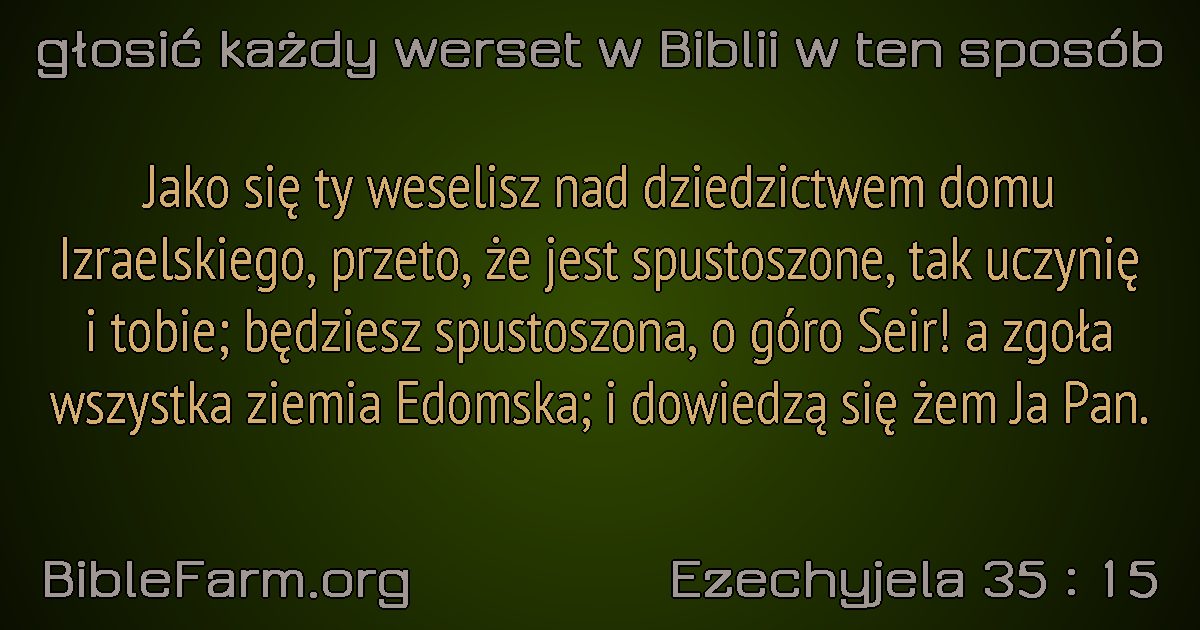 głosić każdy werset w Biblii w ten sposób
Jako się ty weselisz nad dziedzictwem domu
Izraelskiego, przeto, że jest spustoszone, tak uczynię
i tobie; będziesz spustoszona, o góro Seir! a zgoła
wszystka ziemia Edomska; i dowiedzą się żem Ja Pan.
BibleFarm.org
Ezechyjela 35 : 15